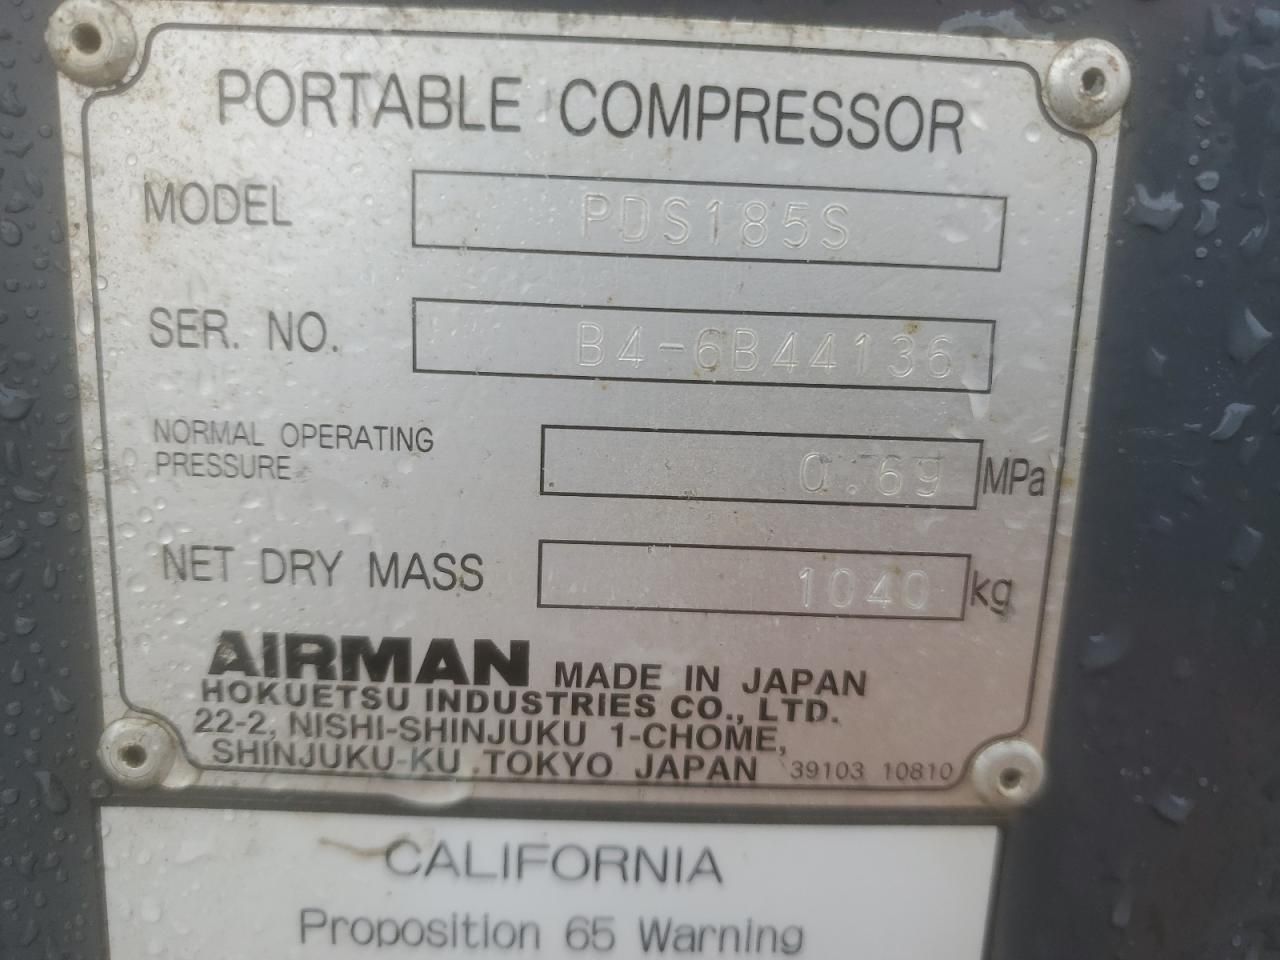 PORTABLE COMPRESSOR
MODEL PDS185S
SER. NO. B4-6B44136
NORMAL OPERATING
PRESSURE 0.69 MPa
NET DRY MASS 1040 kg
AIRMAN MADE IN JAPAN
HOKUETSU INDUSTRIES CO., LTD.
22-2, NISHI-SHINJUKU 1-CHOME,
SHINJUKU-KU .TOKYO JAPAN 39103 10810
CALIFORNIA
Proposition 65 Warning